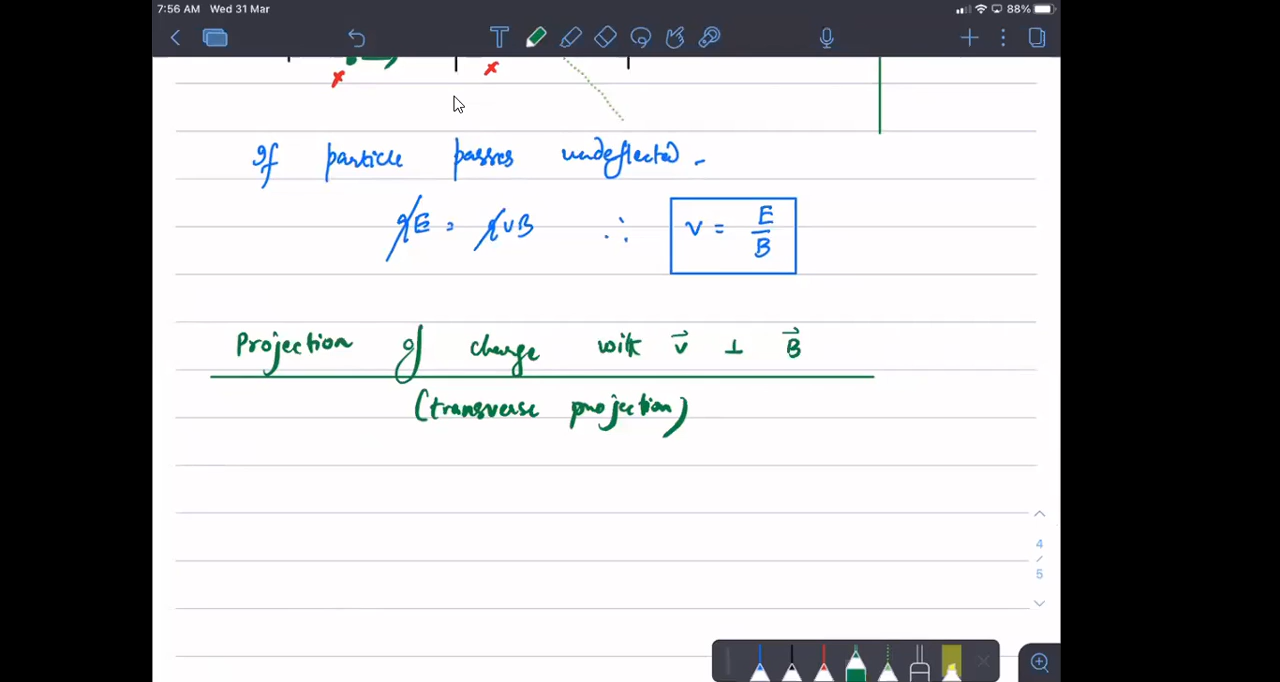 7:56 AM Wed 31 Mar
88%
T
If particle passes undeflected.
qE = qvB ∴ v = E/B
Projection of charge with v⃗ ⊥ B⃗
(transverse projection)
4
/
5